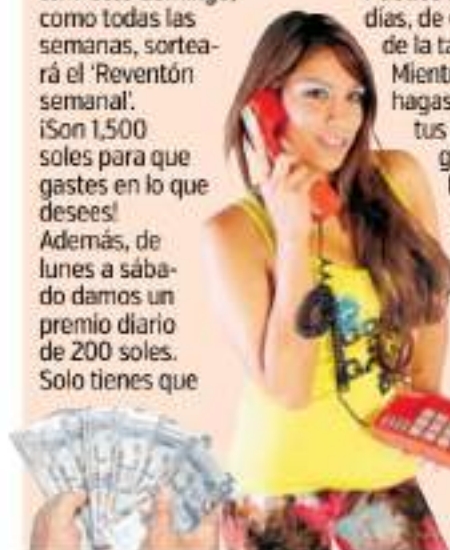 como todas las
semanas, sortea-
rá el 'Reventón
semanal'.
¡Son 1,500
soles para que
gastes en lo que
desees!
Además, de
lunes a sába-
do damos un
premio diario
de 200 soles.
Solo tienes que
días, de
de la
hagas
tus